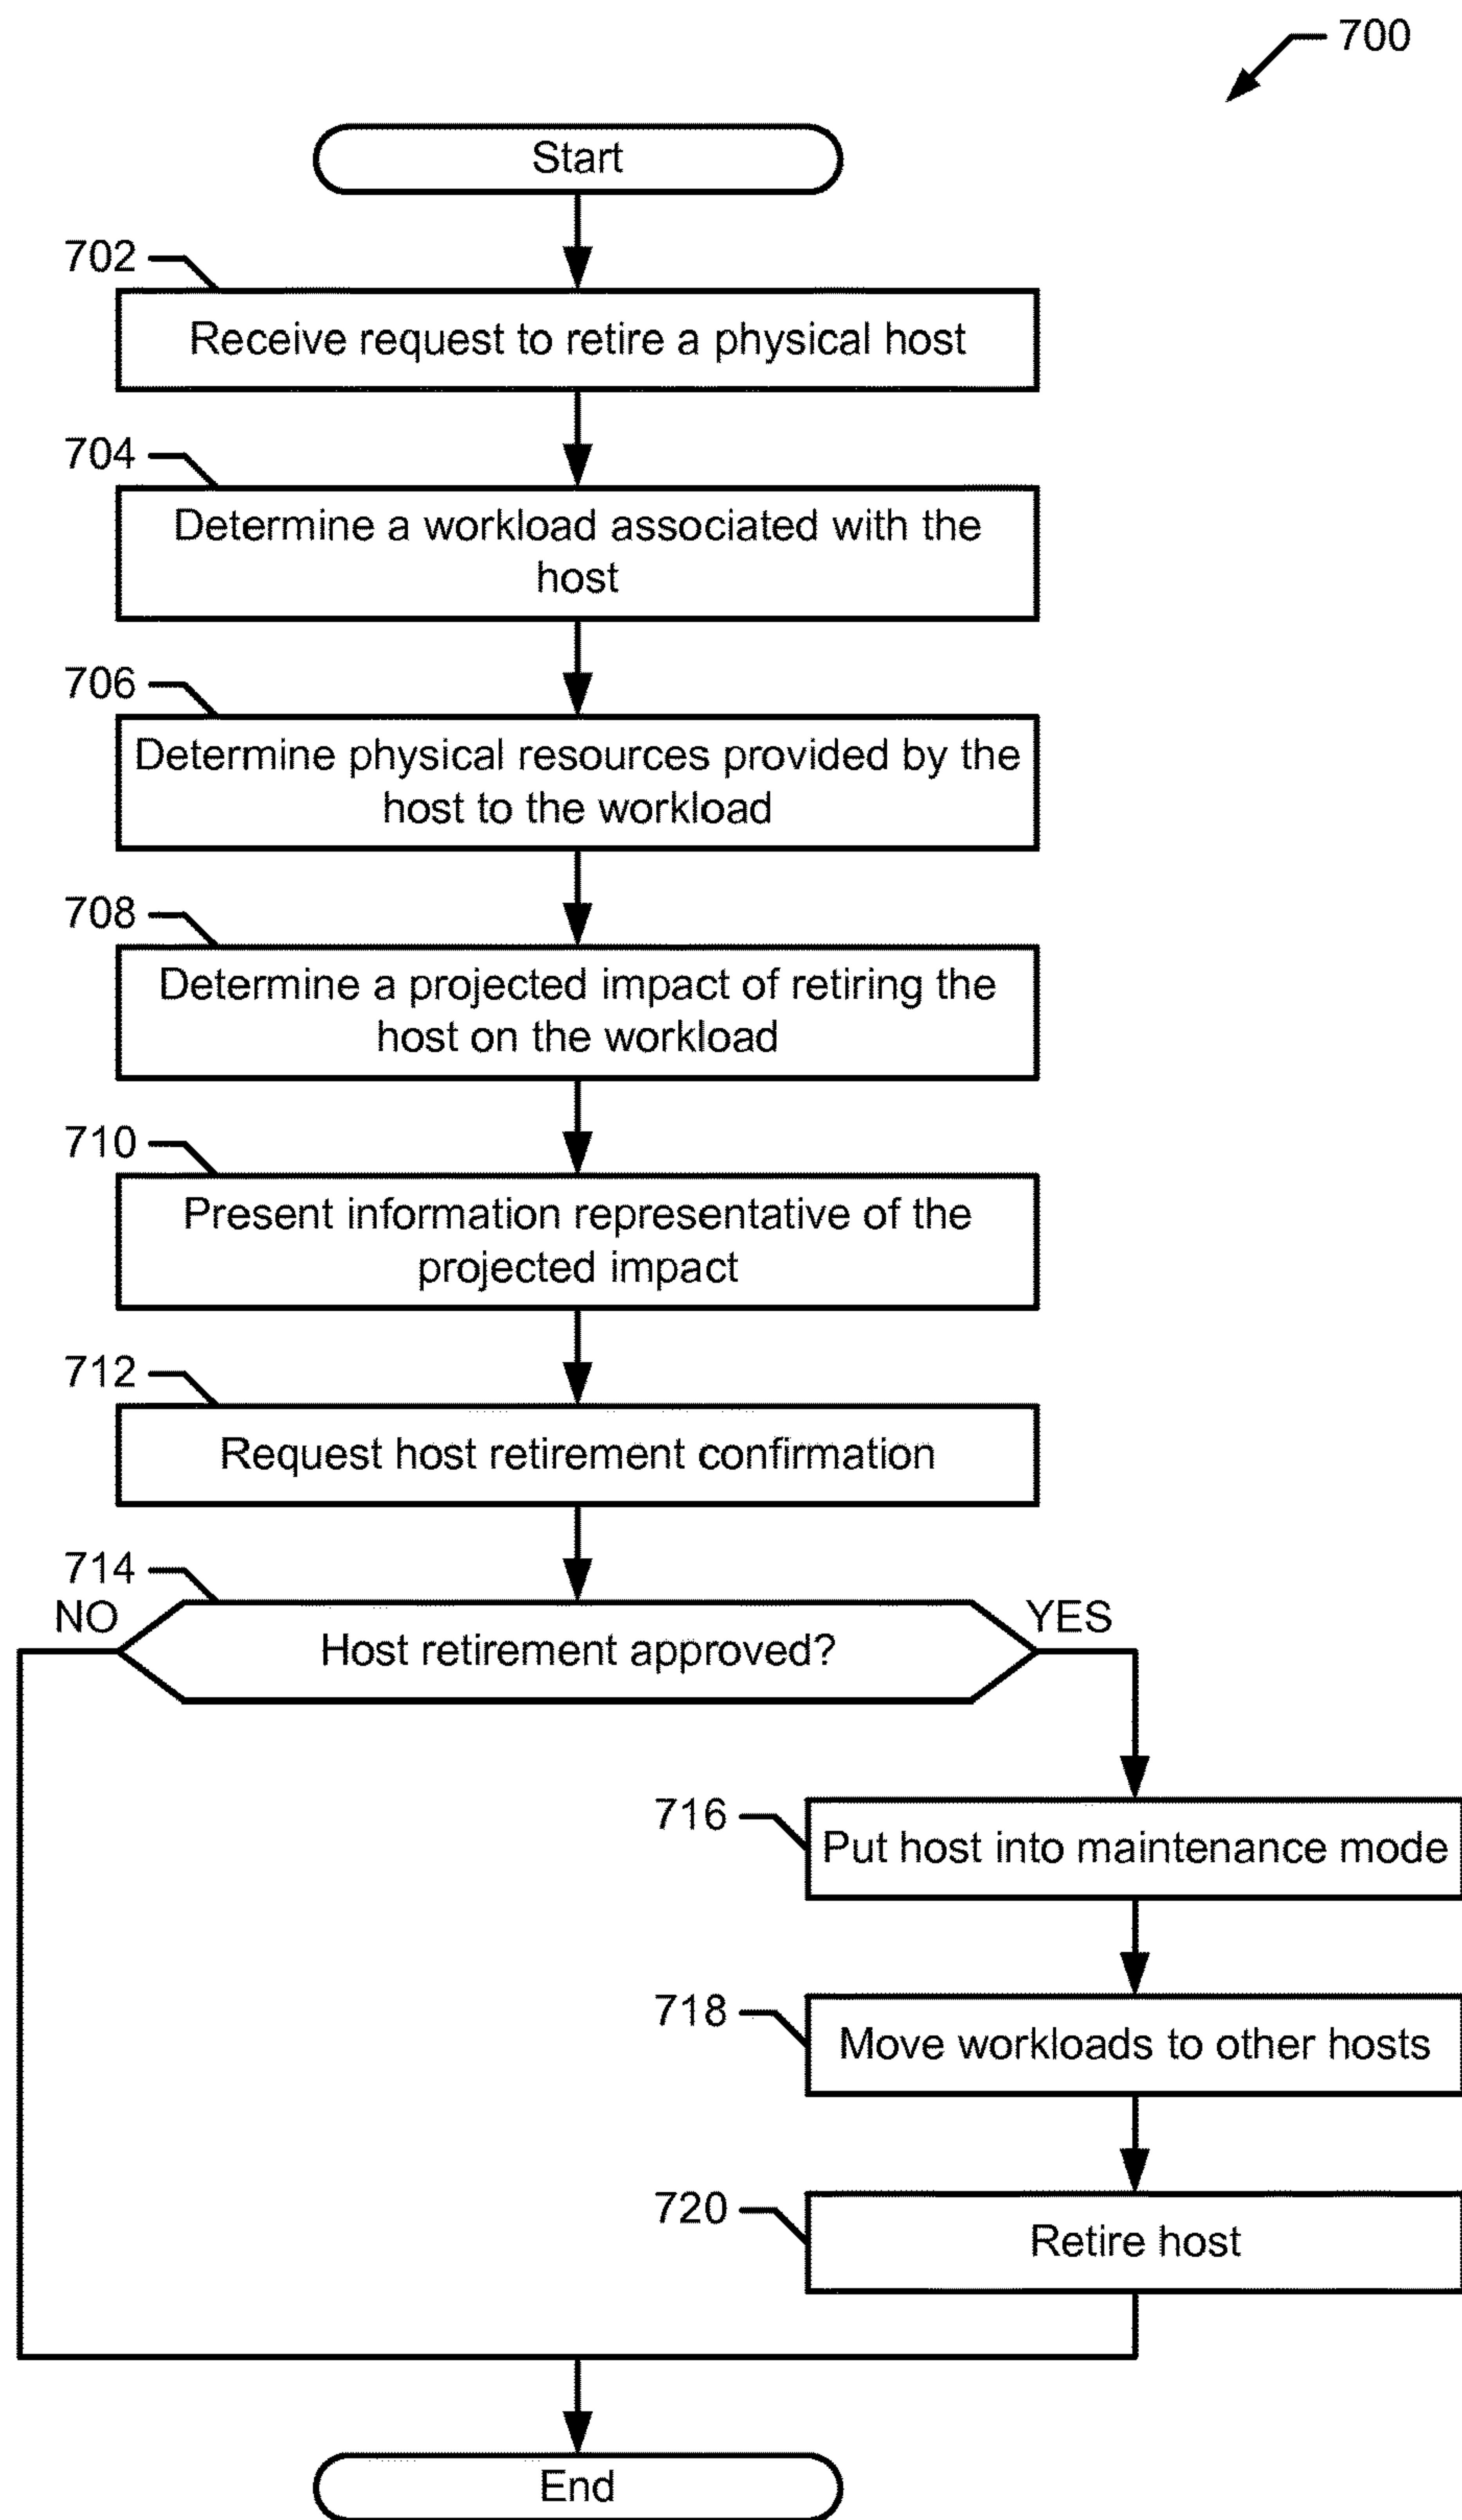 700
Start
702
Receive request to retire a physical host
704
Determine a workload associated with the
host
706
Determine physical resources provided by the
host to the workload
708
Determine a projected impact of retiring the
host on the workload
710
Present information representative of the
projected impact
712
Request host retirement confirmation
714
NO
YES
Host retirement approved?
716
Put host into maintenance mode
718
Move workloads to other hosts
720
Retire host
End